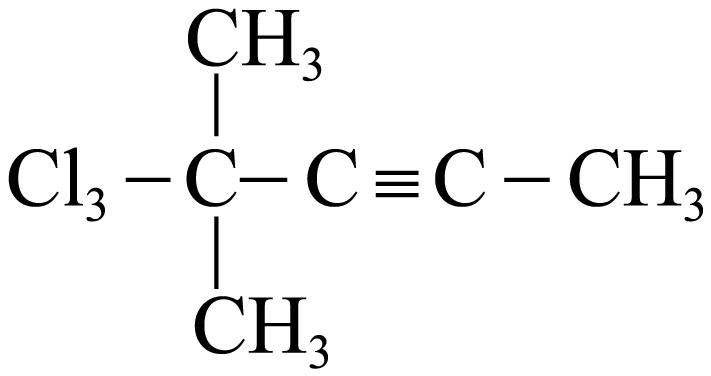 CH₃
Cl₃ – C – C ≡ C – CH₃
CH₃